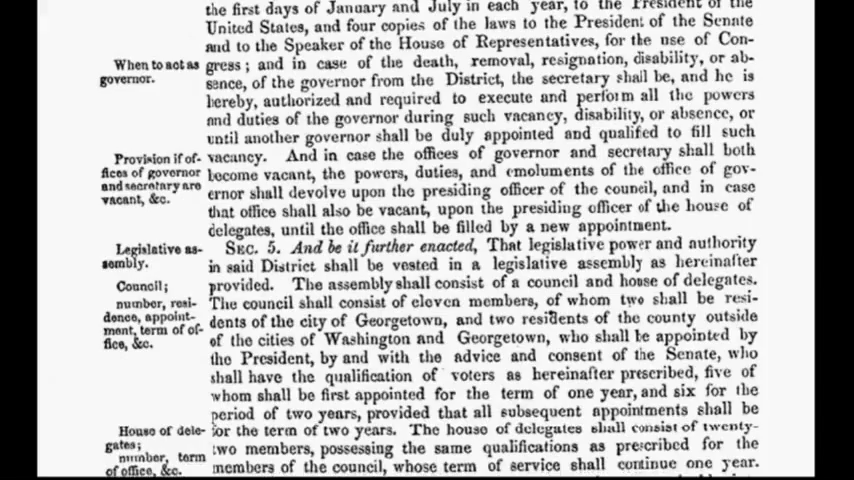 the first days of January and July in each year, to the President of the
United States, and four copies of the laws to the President of the Senate
and to the Speaker of the House of Representatives, for the use of Con-
When to act as
governor.
gress; and in case of the death, removal, resignation, disability, or ab-
sence, of the governor from the District, the secretary shall be, and he is
hereby, authorized and required to execute and perform all the powers
and duties of the governor during such vacancy, disability, or absence, or
until another governor shall be duly appointed and qualified to fill such
Provision if of-
fices of governor
and secretary are
vacant, &c.
vacancy. And in case the offices of governor and secretary shall both
become vacant, the powers, duties, and emoluments of the office of gov-
ernor shall devolve upon the presiding officer of the council, and in case
that office shall also be vacant, upon the presiding officer of the house of
delegates, until the office shall be filled by a new appointment.
Legislative as-
sembly.
SEC. 5. And be it further enacted, That legislative power and authority
in said District shall be vested in a legislative assembly as hereinafter
Council;
number, resi-
dence, appoint-
ment, term of of-
fice, &c.
provided. The assembly shall consist of a council and house of delegates.
The council shall consist of eleven members, of whom two shall be resi-
dents of the city of Georgetown, and two residents of the county outside
of the cities of Washington and Georgetown, who shall be appointed by
the President, by and with the advice and consent of the Senate, who
shall have the qualification of voters as hereinafter prescribed, five of
whom shall be first appointed for the term of one year, and six for the
period of two years, provided that all subsequent appointments shall be
House of dele-
gates;
number, term
of office, &c.
for the term of two years. The house of delegates shall consist of twenty-
two members, possessing the same qualifications as prescribed for the
members of the council, whose term of service shall continue one year.